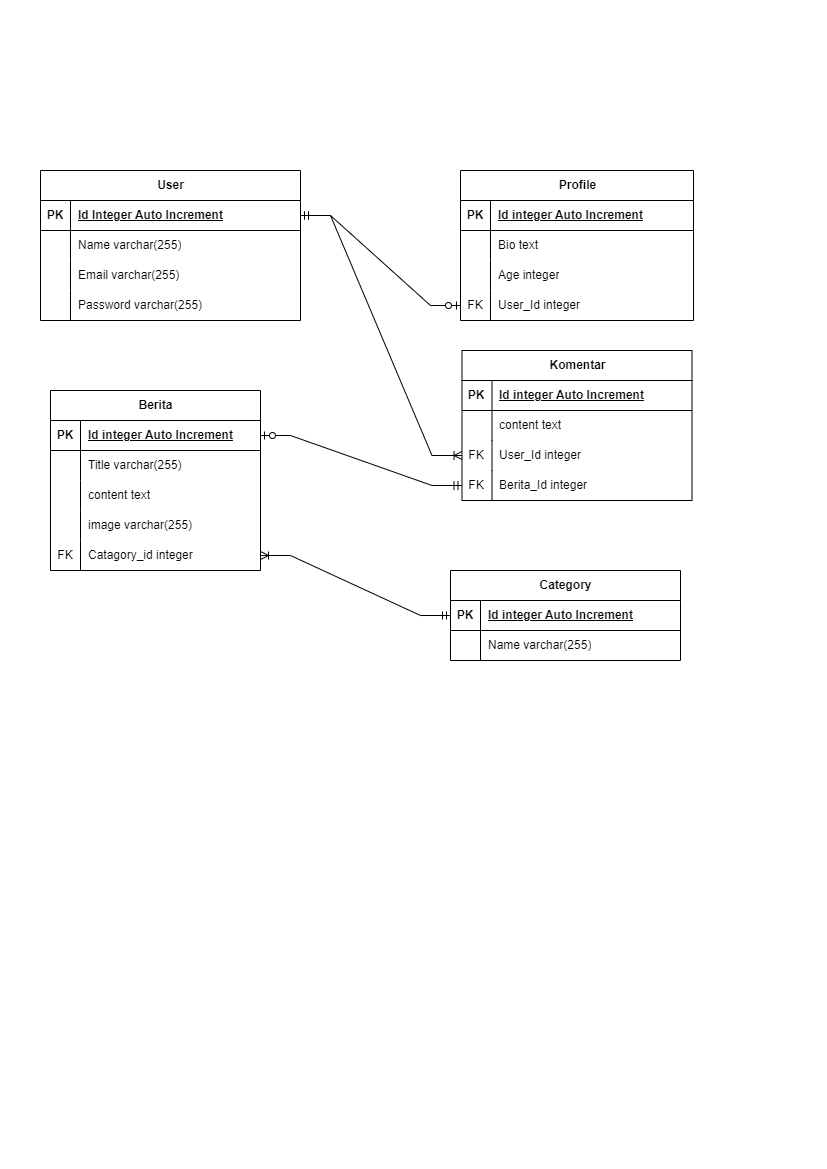 User
PK Id Integer Auto Increment
Name varchar(255)
Email varchar(255)
Password varchar(255)
Profile
PK Id integer Auto Increment
Bio text
Age integer
FK User_Id integer
Komentar
PK Id integer Auto Increment
content text
FK User_Id integer
FK Berita_Id integer
Berita
PK Id integer Auto Increment
Title varchar(255)
content text
image varchar(255)
FK Catagory_id integer
Category
PK Id integer Auto Increment
Name varchar(255)